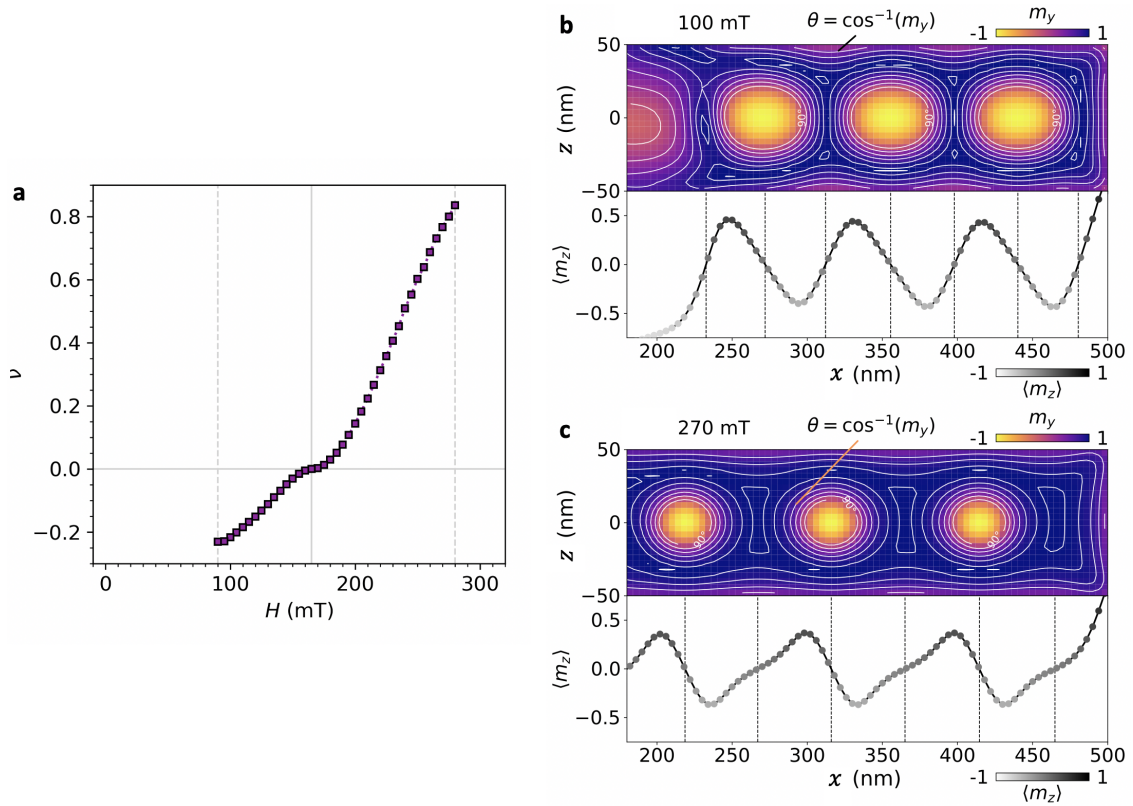 a
0.8
0.6
0.4
0.2
0.0
−0.2
ν
0 100 200 300
H (mT)
b
100 mT
θ = cos⁻¹(m_y)
m_y
-1 1
50
0
−50
z (nm)
90° 90° 90°
0.5
0.0
−0.5
⟨m_z⟩
200 250 300 350 400 450 500
x (nm)
-1 1
⟨m_z⟩
c
270 mT
θ = cos⁻¹(m_y)
m_y
-1 1
50
0
−50
z (nm)
90° 90° 90°
0.5
0.0
−0.5
⟨m_z⟩
200 250 300 350 400 450 500
x (nm)
-1 1
⟨m_z⟩